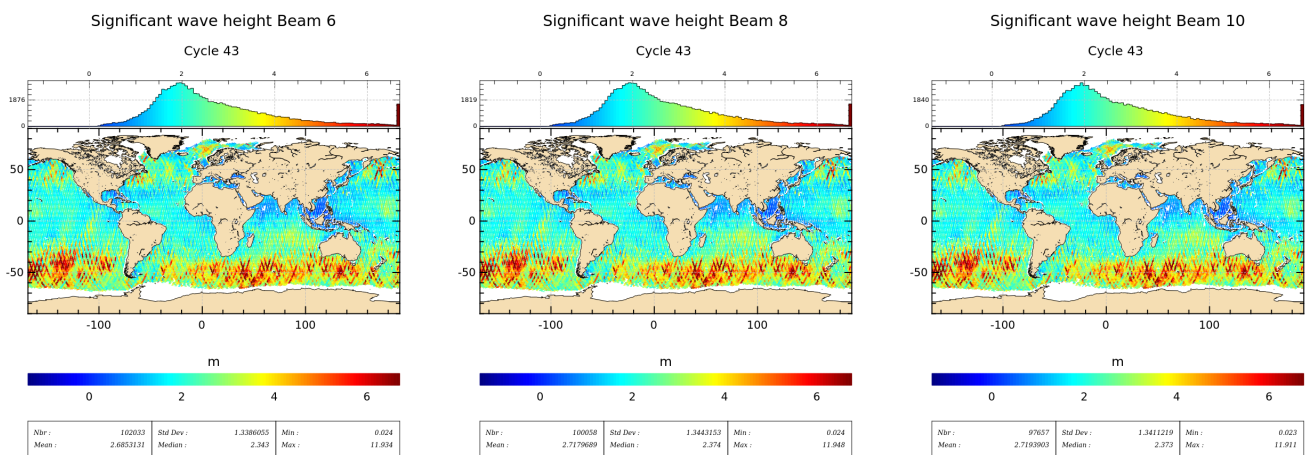 Significant wave height Beam 6
Cycle 43
0 2 4 6
1876
0
50
0
-50
-100 0 100
m
0 2 4 6
Nbr : 102033 Std Dev : 1.3386055 Min : 0.024
Mean : 2.6853131 Median : 2.343 Max : 11.934
Significant wave height Beam 8
Cycle 43
0 2 4 6
1819
0
50
0
-50
-100 0 100
m
0 2 4 6
Nbr : 100058 Std Dev : 1.3443153 Min : 0.024
Mean : 2.7179689 Median : 2.374 Max : 11.948
Significant wave height Beam 10
Cycle 43
0 2 4 6
1840
0
50
0
-50
-100 0 100
m
0 2 4 6
Nbr : 97657 Std Dev : 1.3411219 Min : 0.023
Mean : 2.7193903 Median : 2.373 Max : 11.911